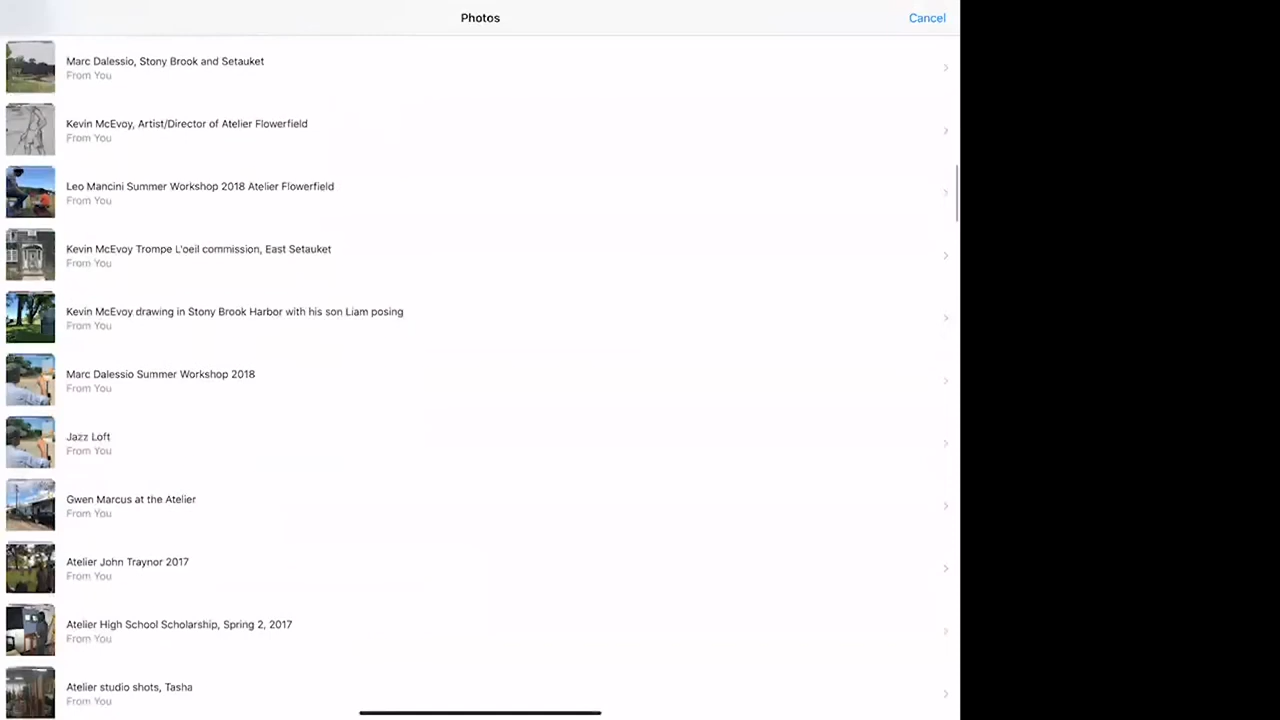 Photos
Cancel
Marc Dalessio, Stony Brook and Setauket
From You
Kevin McEvoy, Artist/Director of Atelier Flowerfield
From You
Leo Mancini Summer Workshop 2018 Atelier Flowerfield
From You
Kevin McEvoy Trompe L'oeil commission, East Setauket
From You
Kevin McEvoy drawing in Stony Brook Harbor with his son Liam posing
From You
Marc Dalessio Summer Workshop 2018
From You
Jazz Loft
From You
Gwen Marcus at the Atelier
From You
Atelier John Traynor 2017
From You
Atelier High School Scholarship, Spring 2, 2017
From You
Atelier studio shots, Tasha
From You